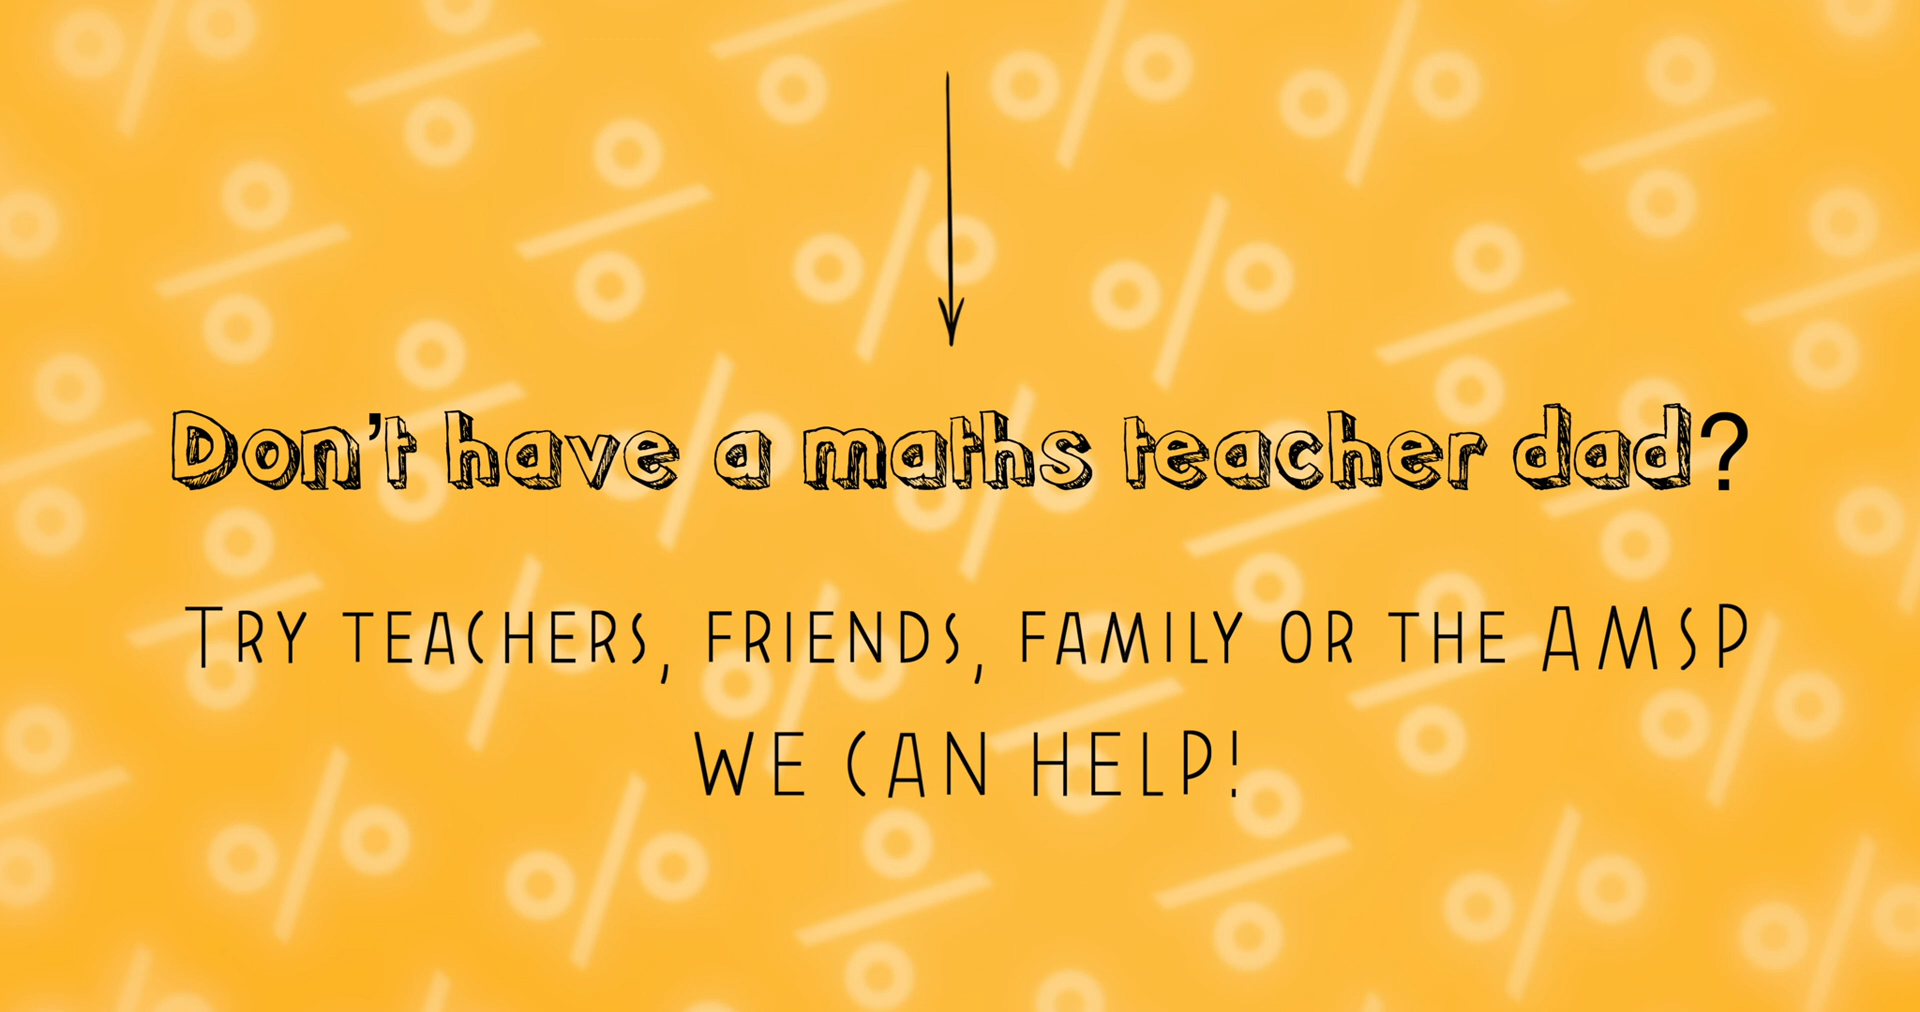 Don't have a maths teacher dad?
Try teachers, friends, family or the AMSP
We can help!